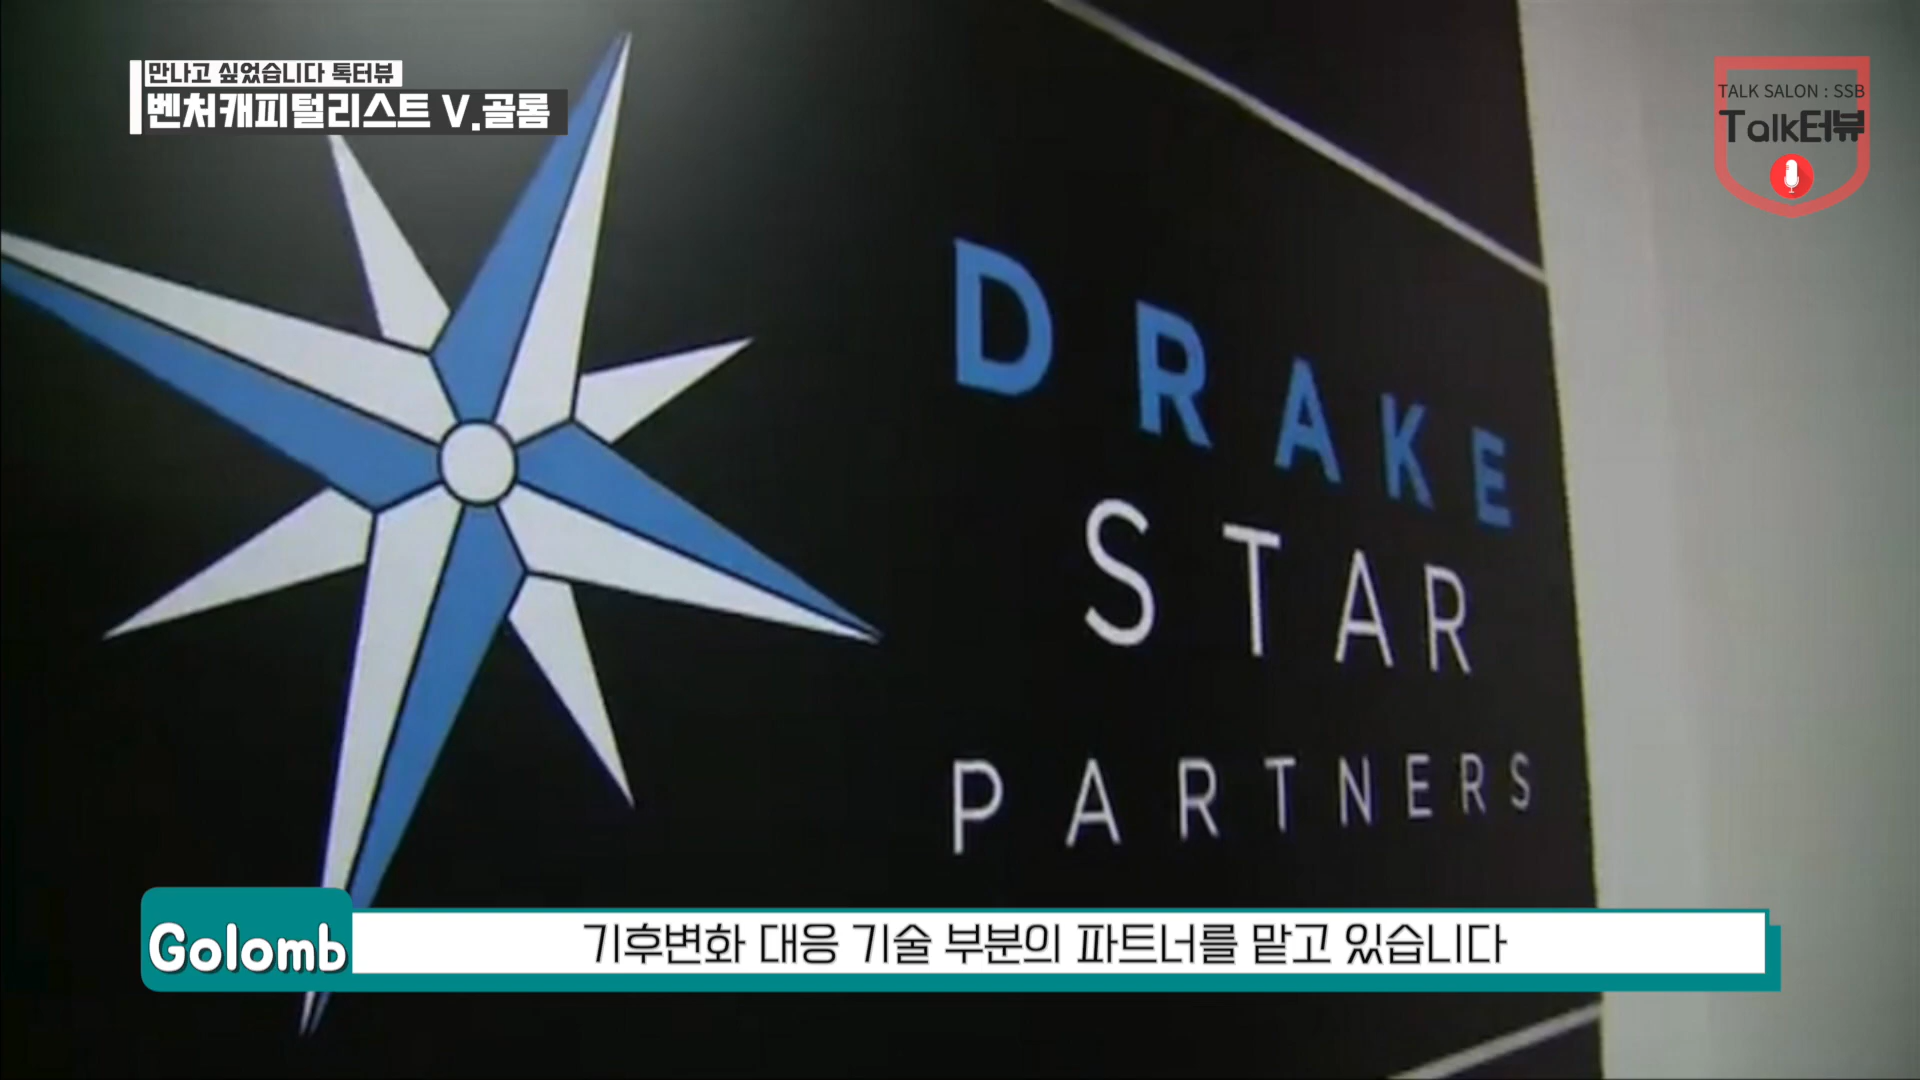 만나고 싶었습니다 톡터뷰
벤처캐피털리스트 V.골롬
TALK SALON : SSB
Talk터뷰
DRAKE
STAR
PARTNERS
Golomb
기후변화 대응 기술 부분의 파트너를 맡고 있습니다